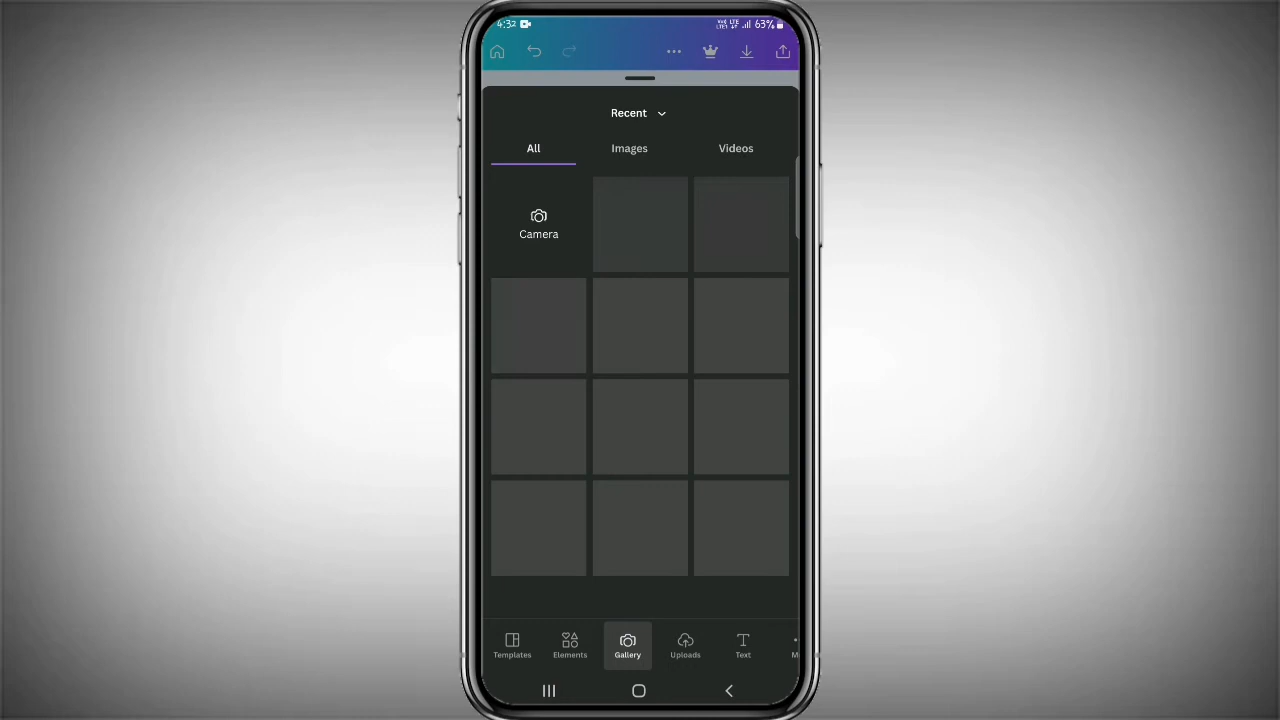 4:32
63%
Recent
All Images Videos
Camera
Templates Elements Gallery Uploads Text